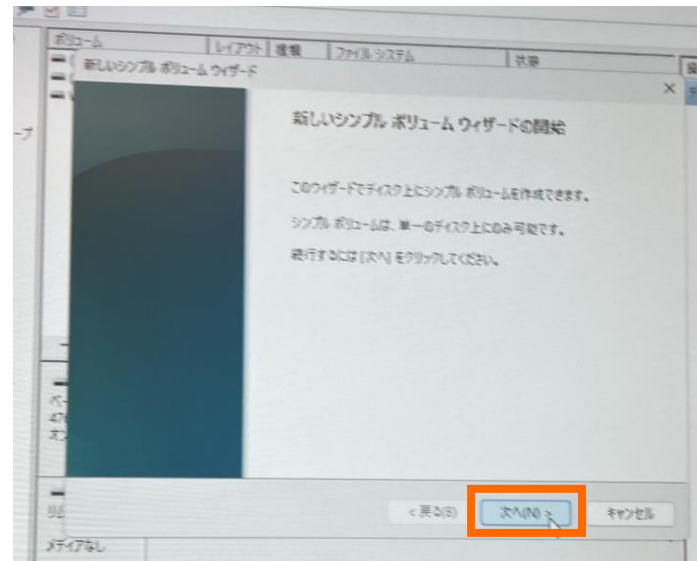 ボリューム レイアウト 種類 ファイル システム 状態
新しいシンプル ボリューム ウィザード
新しいシンプル ボリューム ウィザードの開始
このウィザードでディスク上にシンプル ボリュームを作成できます。
シンプル ボリュームは、単一のディスク上にのみ可能です。
続行するには [次へ] をクリックしてください。
< 戻る(B) 次へ(N) > キャンセル
メディアなし